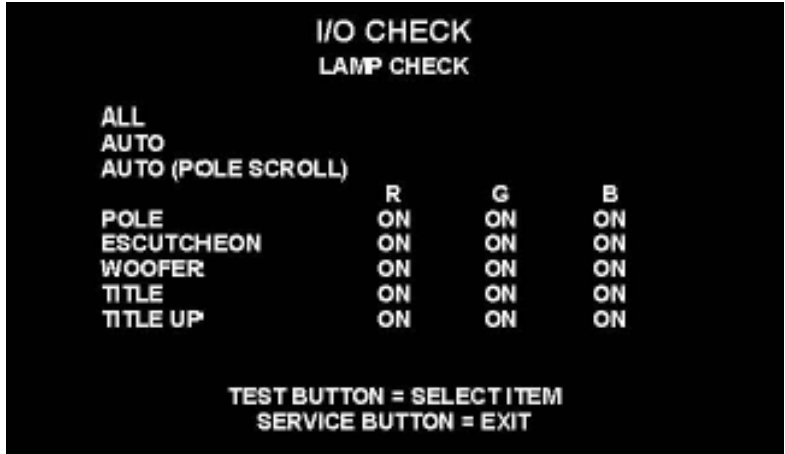 I/O CHECK
LAMP CHECK
ALL
AUTO
AUTO (POLE SCROLL)
R G B
POLE ON ON ON
ESCUTCHEON ON ON ON
WOOFER ON ON ON
TITLE ON ON ON
TITLE UP ON ON ON
TEST BUTTON = SELECT ITEM
SERVICE BUTTON = EXIT